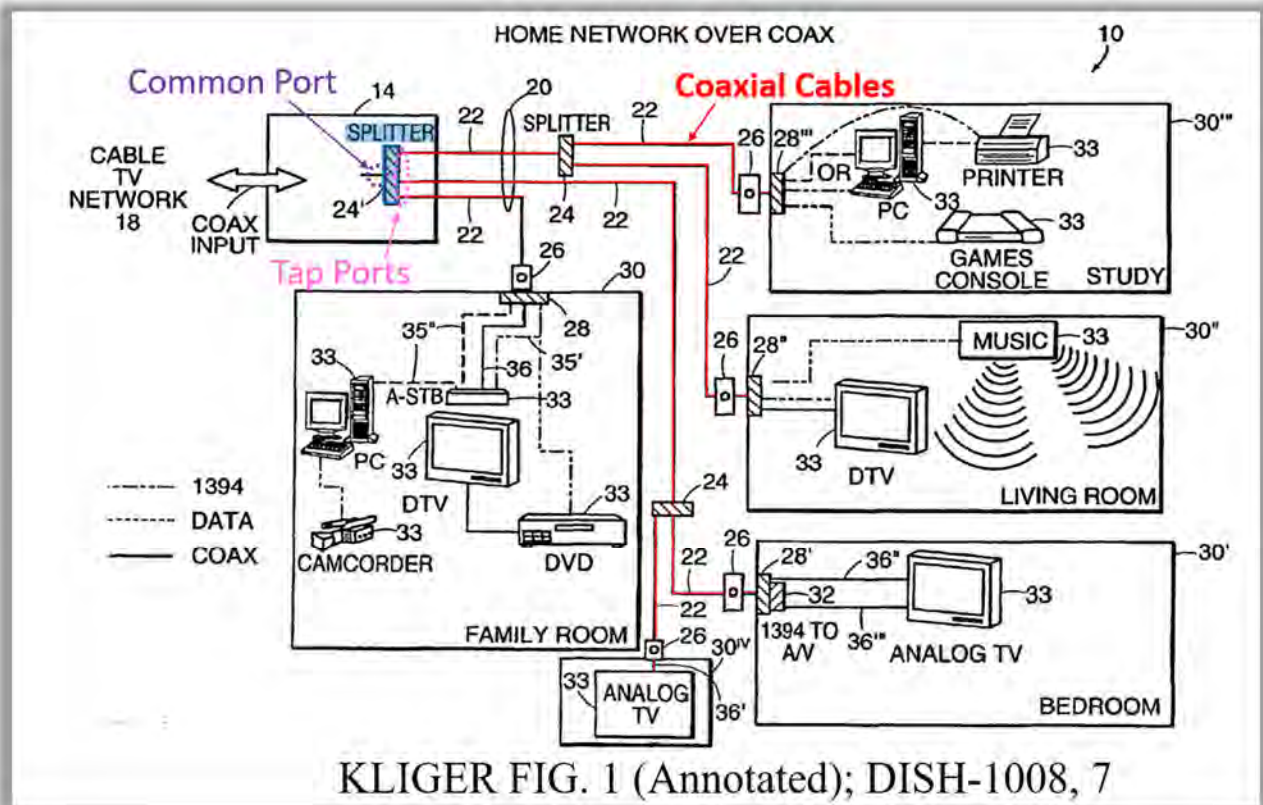 HOME NETWORK OVER COAX
10
Common Port
14
20
Coaxial Cables
SPLITTER
22
SPLITTER
22
26
28'''
30'''
CABLE
TV
NETWORK
18
COAX
INPUT
24'
22
24
22
OR
PC
33
PRINTER
33
33
GAMES
CONSOLE
STUDY
Tap Ports
26
30
28
22
35"
35'
36
33
A-STB
33
PC
33
DTV
33
DVD
33
CAMCORDER
FAMILY ROOM
26
28"
MUSIC
33
30"
33
DTV
LIVING ROOM
1394
DATA
COAX
24
22
22
26
28'
32
1394 TO
A/V
36"
36'''
33
ANALOG TV
30'
BEDROOM
26
30IV
33
ANALOG
TV
36'
KLIGER FIG. 1 (Annotated); DISH-1008, 7